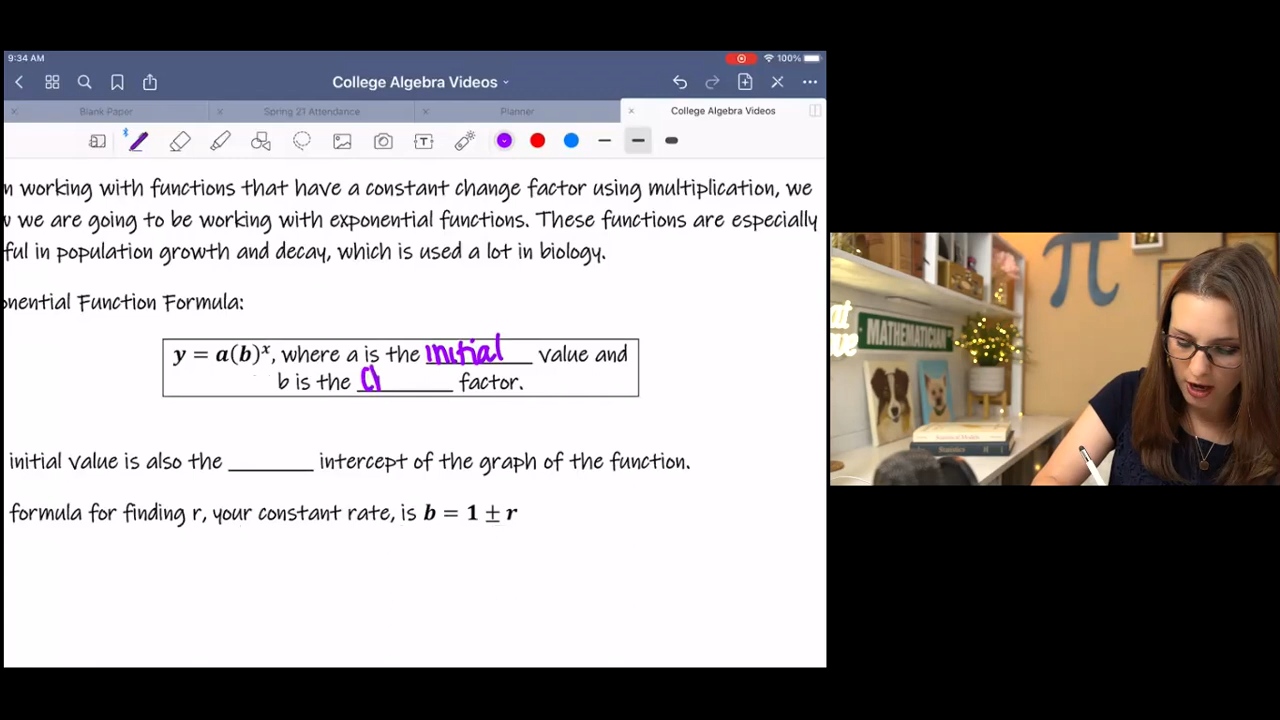 9:34 AM
100%
College Algebra Videos
Blank Paper
Spring 21 Attendance
Planner
College Algebra Videos
n working with functions that have a constant change factor using multiplication, we
w we are going to be working with exponential functions. These functions are especially
ful in population growth and decay, which is used a lot in biology.
onential Function Formula:
y = a(b)^x, where a is the initial value and
b is the Ch factor.
initial value is also the ________ intercept of the graph of the function.
formula for finding r, your constant rate, is b = 1 ± r
MATHEMATICIAN
π
Statistics